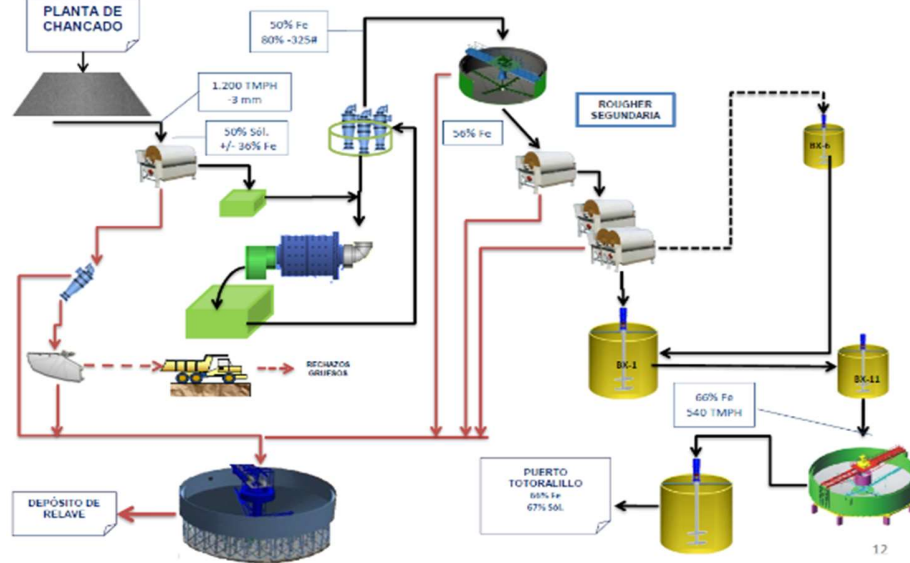 PLANTA DE
CHANCADO
50% Fe
80% -325#
1.200 TMPH
-3 mm
50% Sól.
+/- 36% Fe
56% Fe
ROUGHER
SEGUNDARIA
BX-6
RECHAZOS
GRUESOS
BX-1
BX-11
66% Fe
540 TMPH
DEPÓSITO DE
RELAVE
PUERTO
TOTORALILLO
66% Fe
67% Sól.
12